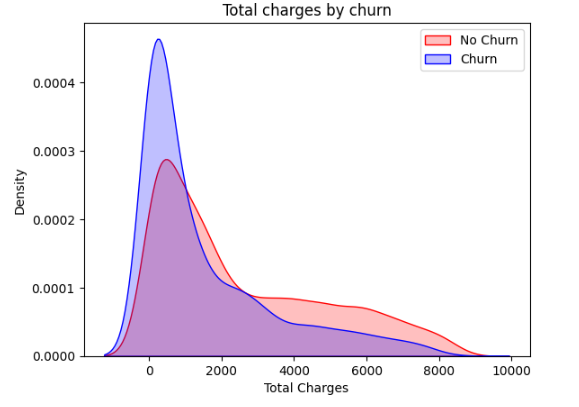 Total charges by churn
No Churn
Churn
Density
0.0004
0.0003
0.0002
0.0001
0.0000
0 2000 4000 6000 8000 10000
Total Charges